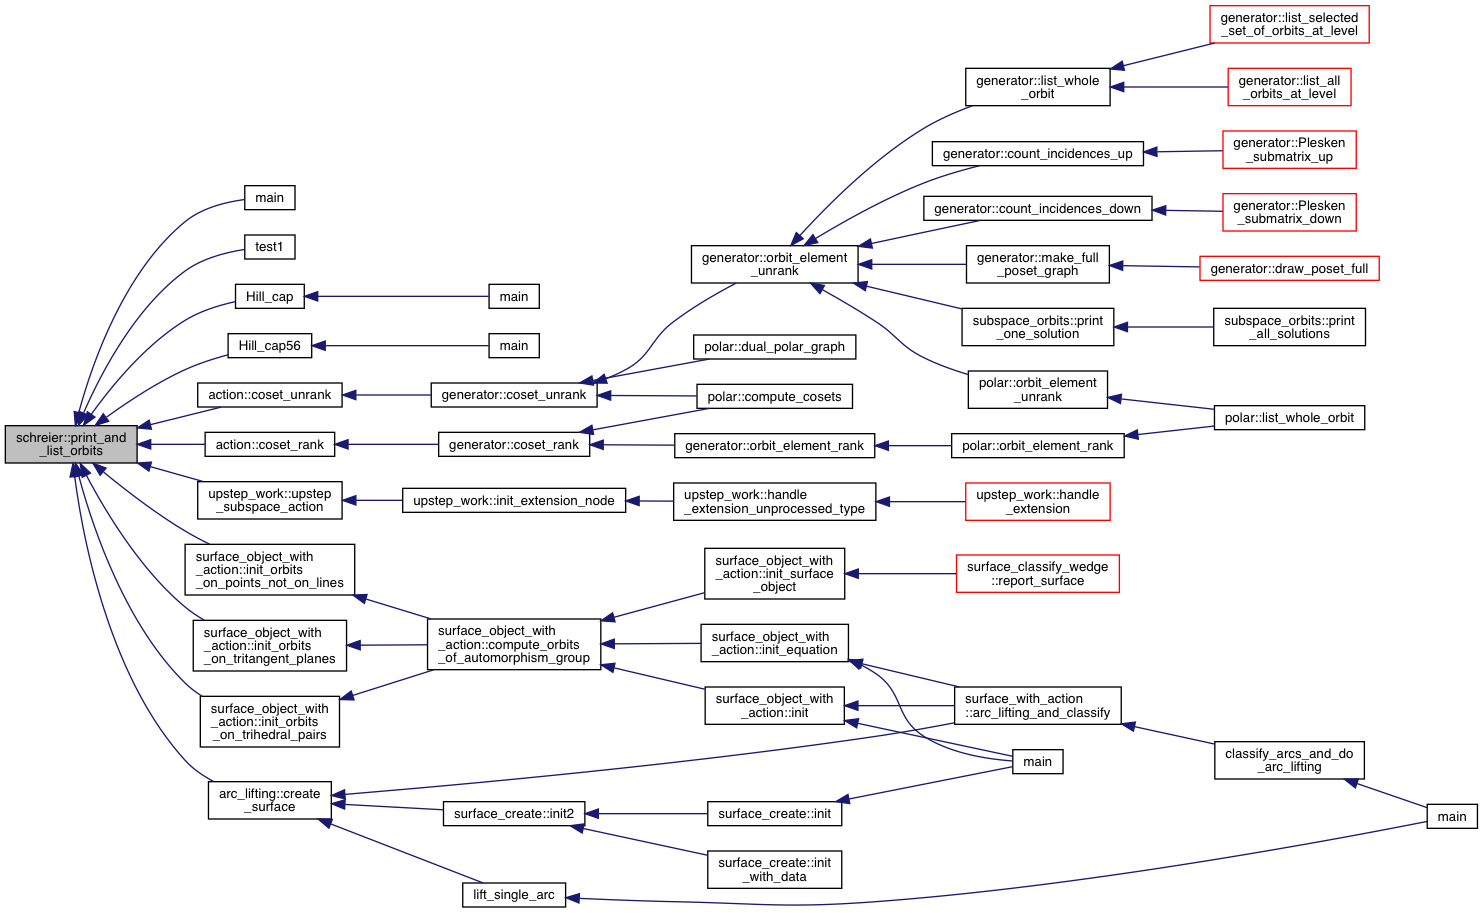 generator::list_selected
_set_of_orbits_at_level
generator::list_whole
_orbit
generator::list_all
_orbits_at_level
generator::count_incidences_up
generator::Plesken
_submatrix_up
main
generator::count_incidences_down
generator::Plesken
_submatrix_down
test1
generator::orbit_element
_unrank
generator::make_full
_poset_graph
generator::draw_poset_full
Hill_cap
main
subspace_orbits::print
_one_solution
subspace_orbits::print
_all_solutions
Hill_cap56
main
polar::dual_polar_graph
action::coset_unrank
generator::coset_unrank
polar::compute_cosets
polar::orbit_element
_unrank
polar::list_whole_orbit
schreier::print_and
_list_orbits
action::coset_rank
generator::coset_rank
generator::orbit_element_rank
polar::orbit_element_rank
upstep_work::upstep
_subspace_action
upstep_work::init_extension_node
upstep_work::handle
_extension_unprocessed_type
upstep_work::handle
_extension
surface_object_with
_action::init_orbits
_on_points_not_on_lines
surface_object_with
_action::init_surface
_object
surface_classify_wedge
::report_surface
surface_object_with
_action::init_orbits
_on_tritangent_planes
surface_object_with
_action::compute_orbits
_of_automorphism_group
surface_object_with
_action::init_equation
surface_object_with
_action::init_orbits
_on_trihedral_pairs
surface_object_with
_action::init
surface_with_action
::arc_lifting_and_classify
main
classify_arcs_and_do
_arc_lifting
arc_lifting::create
_surface
surface_create::init2
surface_create::init
main
surface_create::init
_with_data
lift_single_arc